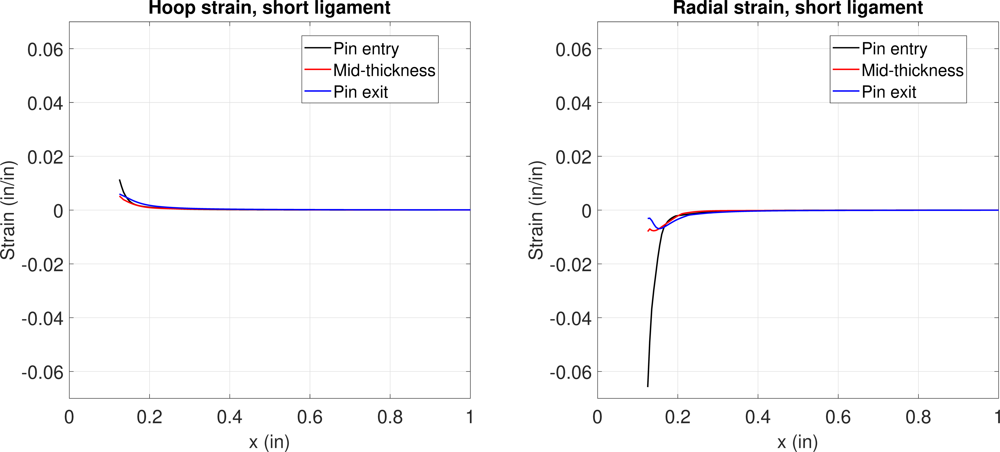 Hoop strain, short ligament
Strain (in/in)
0.06
0.04
0.02
0
-0.02
-0.04
-0.06
Pin entry
Mid-thickness
Pin exit
0 0.2 0.4 0.6 0.8 1
x (in)
Radial strain, short ligament
Strain (in/in)
0.06
0.04
0.02
0
-0.02
-0.04
-0.06
Pin entry
Mid-thickness
Pin exit
0 0.2 0.4 0.6 0.8 1
x (in)